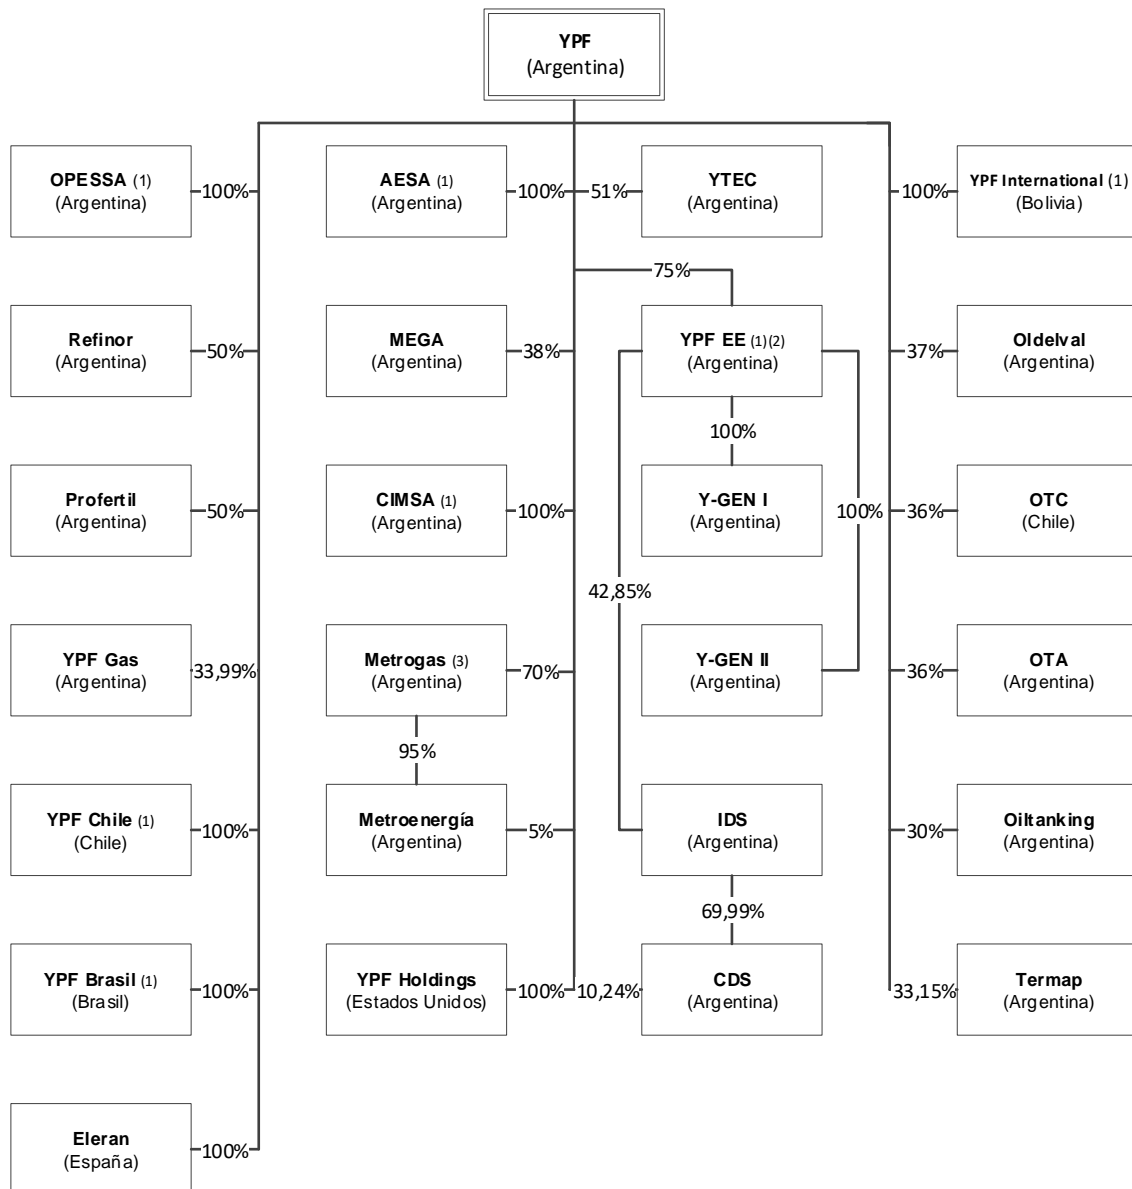 YPF
(Argentina)
OPESSA (1)
(Argentina)
100%
AESA (1)
(Argentina)
100%
51%
YTEC
(Argentina)
100%
YPF International (1)
(Bolivia)
75%
Refinor
(Argentina)
50%
MEGA
(Argentina)
38%
YPF EE (1)(2)
(Argentina)
37%
Oldelval
(Argentina)
100%
Profertil
(Argentina)
50%
CIMSA (1)
(Argentina)
100%
Y-GEN I
(Argentina)
100%
36%
OTC
(Chile)
42,85%
YPF Gas
(Argentina)
33,99%
Metrogas (3)
(Argentina)
70%
Y-GEN II
(Argentina)
36%
OTA
(Argentina)
95%
YPF Chile (1)
(Chile)
100%
Metroenergía
(Argentina)
5%
IDS
(Argentina)
30%
Oiltanking
(Argentina)
69,99%
YPF Brasil (1)
(Brasil)
100%
YPF Holdings
(Estados Unidos)
100%
10,24%
CDS
(Argentina)
33,15%
Termap
(Argentina)
Eleran
(España)
100%